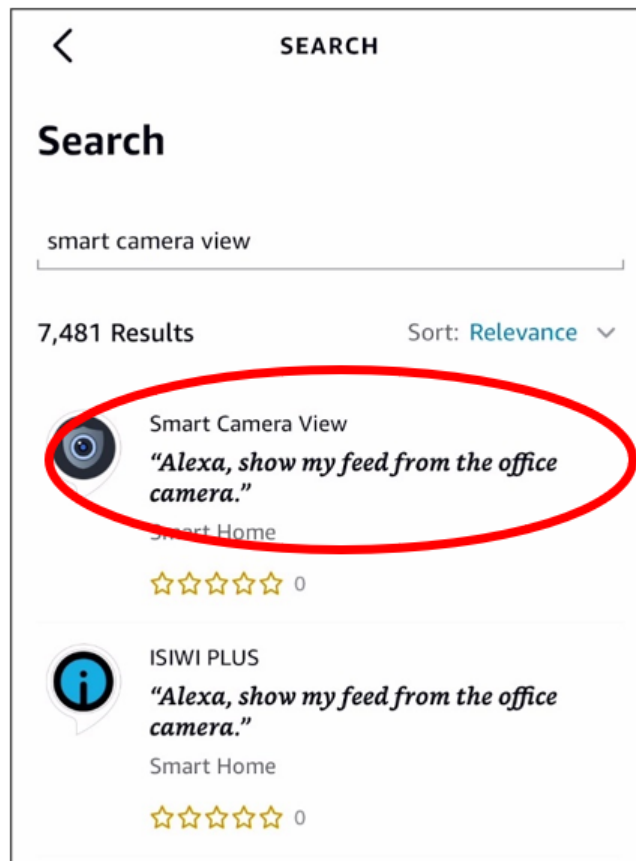 SEARCH
Search
smart camera view
7,481 Results Sort: Relevance
Smart Camera View
“Alexa, show my feed from the office
camera.”
Smart Home
0
ISIWI PLUS
“Alexa, show my feed from the office
camera.”
Smart Home
0